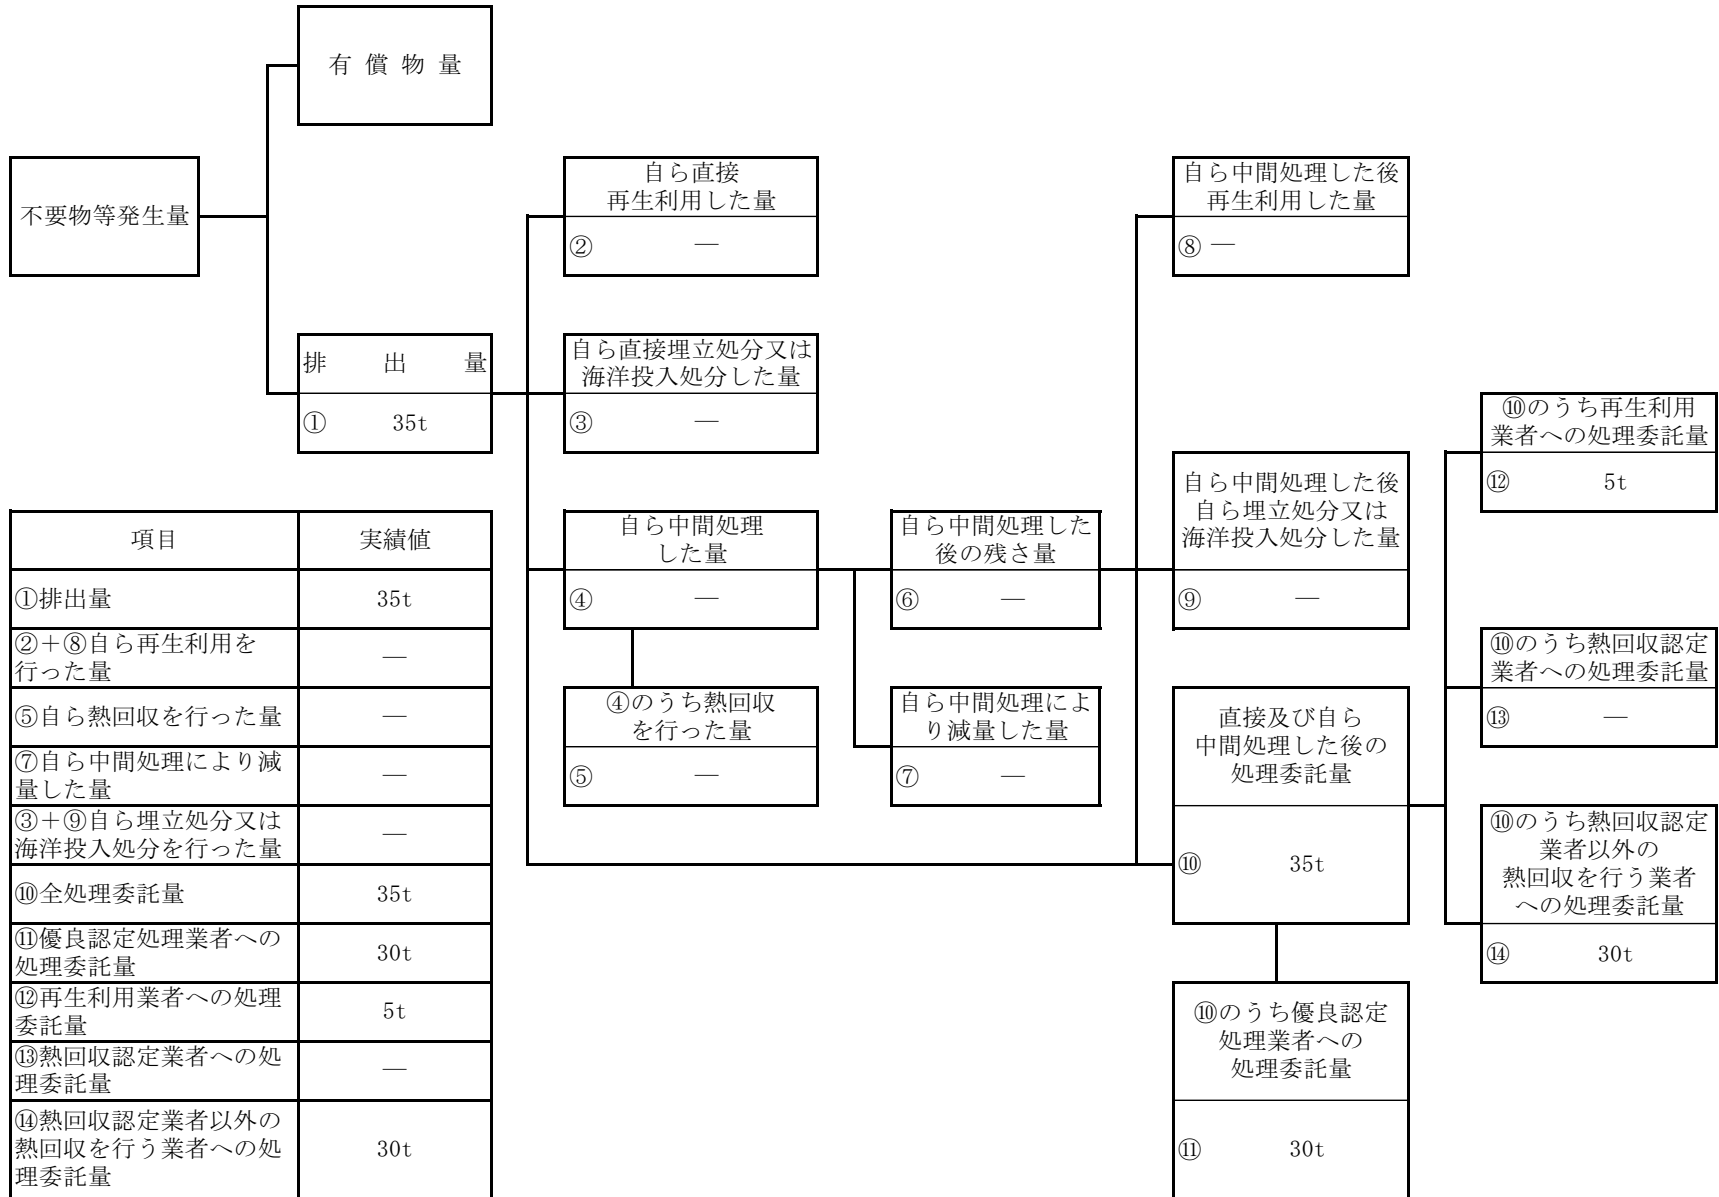 有償物量
不要物等発生量
排出量
① 35t
自ら直接
再生利用した量
② ―
自ら直接埋立処分又は
海洋投入処分した量
③ ―
自ら中間処理
した量
④ ―
④のうち熱回収
を行った量
⑤ ―
自ら中間処理した
後の残さ量
⑥ ―
自ら中間処理によ
り減量した量
⑦ ―
自ら中間処理した後
再生利用した量
⑧ ―
自ら中間処理した後
自ら埋立処分又は
海洋投入処分した量
⑨ ―
直接及び自ら
中間処理した後の
処理委託量
⑩ 35t
⑩のうち優良認定
処理業者への
処理委託量
⑪ 30t
⑩のうち再生利用
業者への処理委託量
⑫ 5t
⑩のうち熱回収認定
業者への処理委託量
⑬ ―
⑩のうち熱回収認定
業者以外の
熱回収を行う業者
への処理委託量
⑭ 30t
項目 実績値
①排出量 35t
②+⑧自ら再生利用を
行った量 ―
⑤自ら熱回収を行った量 ―
⑦自ら中間処理により減
量した量 ―
③+⑨自ら埋立処分又は
海洋投入処分を行った量 ―
⑩全処理委託量 35t
⑪優良認定処理業者への
処理委託量 30t
⑫再生利用業者への処理
委託量 5t
⑬熱回収認定業者への処
理委託量 ―
⑭熱回収認定業者以外の
熱回収を行う業者への処
理委託量 30t